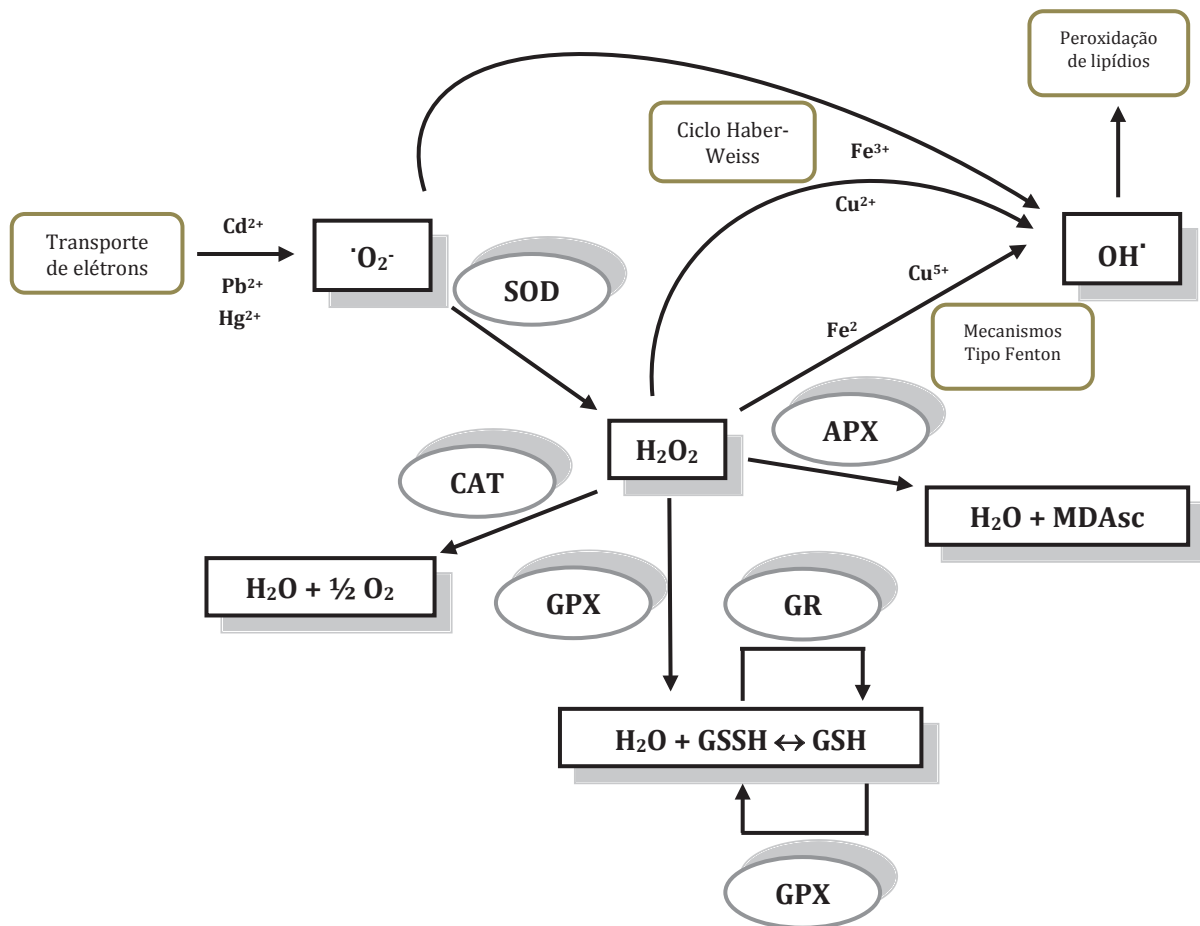 Peroxidação
de lipídios
Ciclo Haber-
Weiss
Fe³⁺
Cu²⁺
Transporte
de elétrons
Cd²⁺
Pb²⁺
Hg²⁺
˙O₂⁻
SOD
OH˙
Cu⁵⁺
Fe²
Mecanismos
Tipo Fenton
APX
H₂O₂
CAT
H₂O + MDAsc
H₂O + ½ O₂
GPX
GR
H₂O + GSSH ↔ GSH
GPX